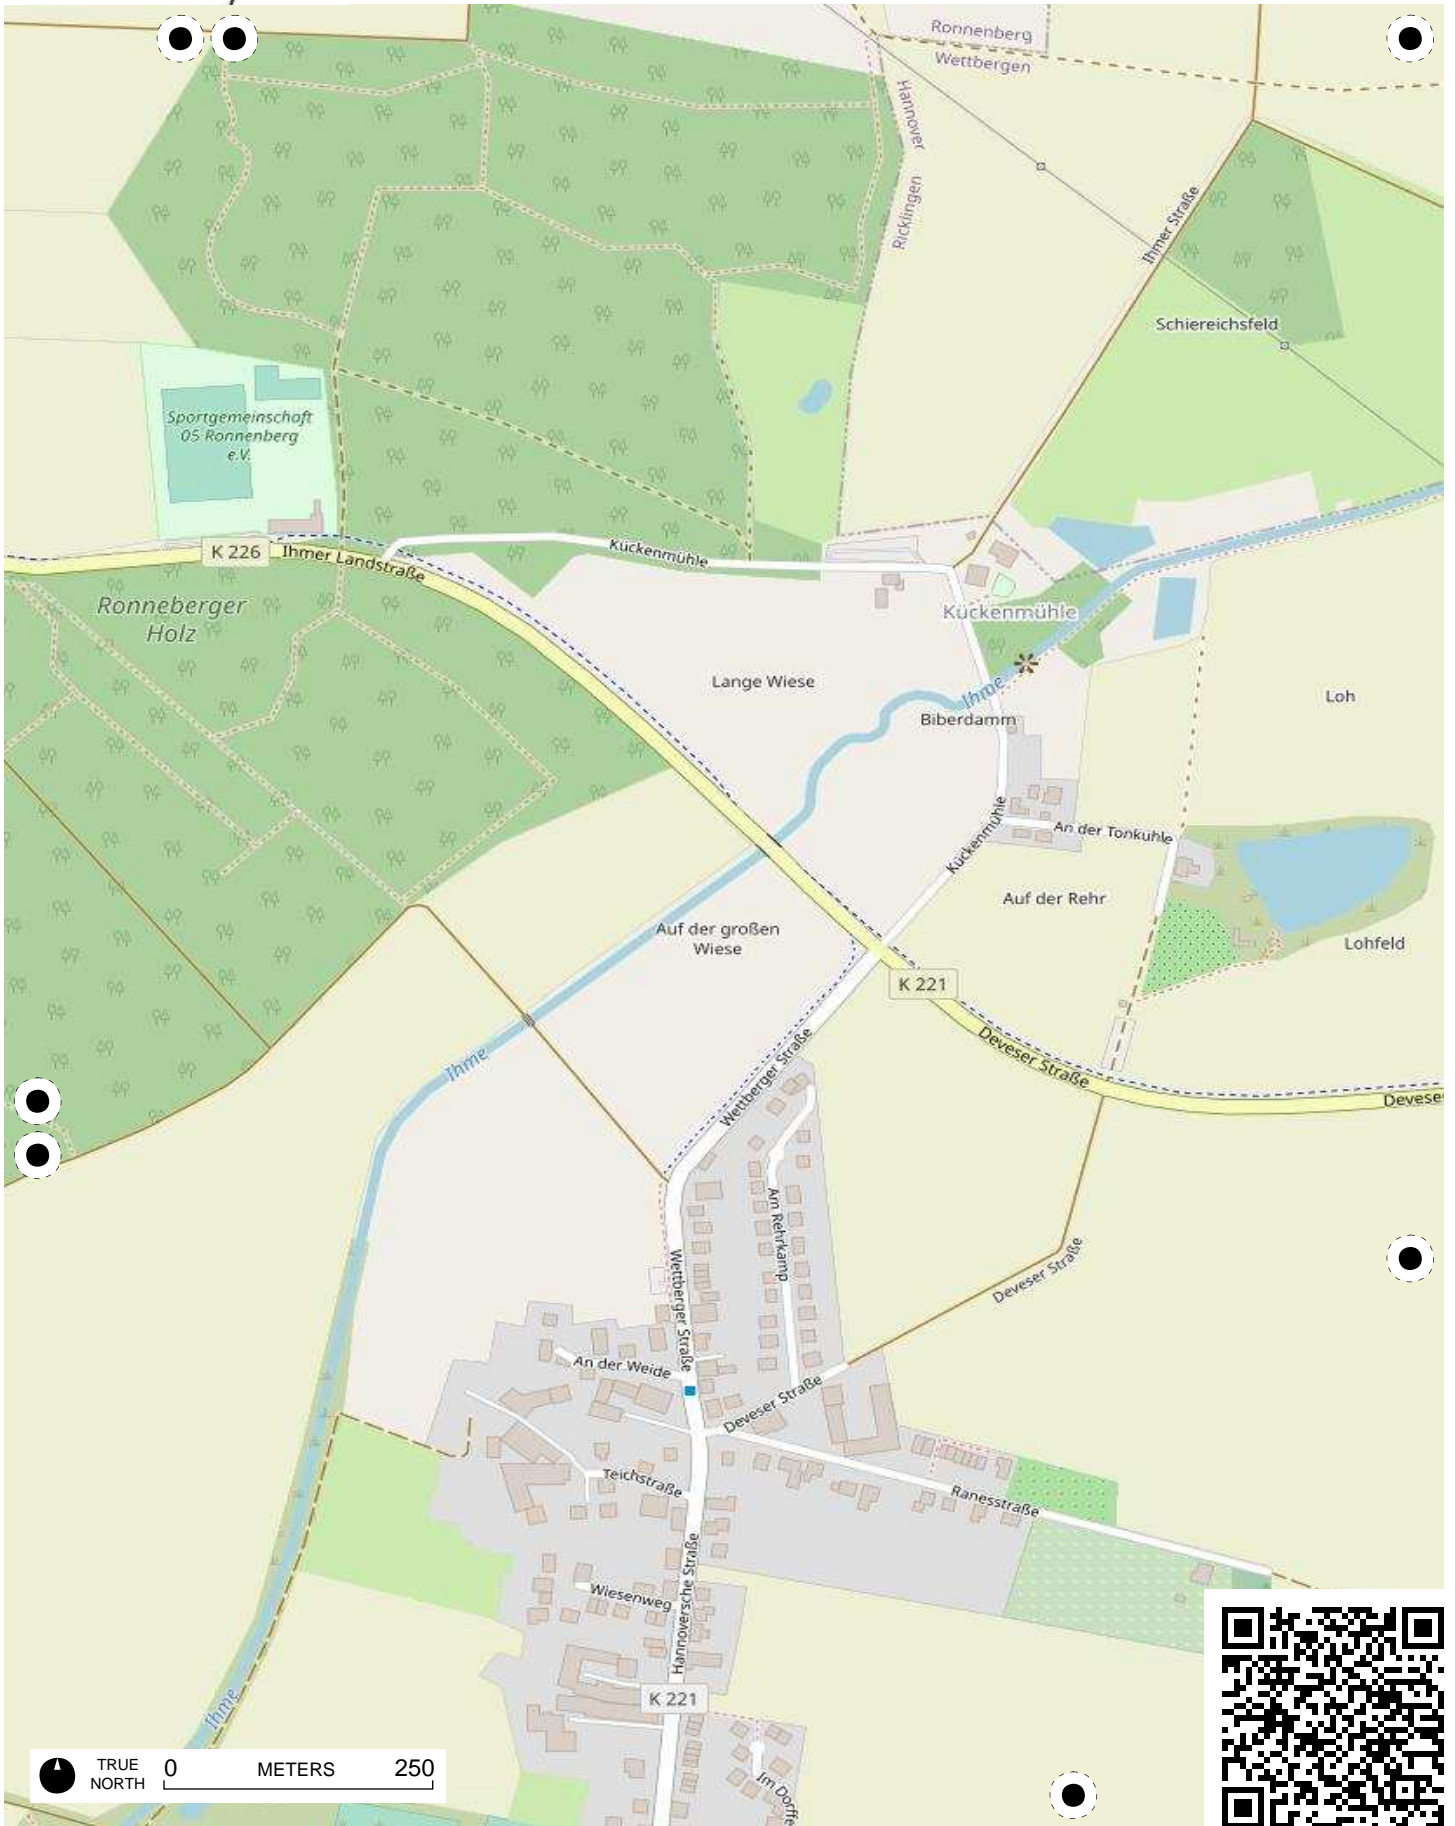 Ronnenberg
Wettbergen
Hannover
Ricklingen
Ihmer Straße
Schiereichsfeld
Sportgemeinschaft
05 Ronnenberg
e.V.
K 226
Ihmer Landstraße
Kückenmühle
Ronneberger
Holz
Kückenmühle
Lange Wiese
Ihme
Biberdamm
Loh
Kückenmühle
An der Tonkuhle
Auf der Rehr
Auf der großen
Wiese
Lohfeld
K 221
Ihme
Deveser Straße
Wettberger Straße
Am Rehrkamp
Deveser Straße
Wettberger Straße
An der Weide
Deveser Straße
Teichstraße
Ranesstraße
Hannoversche Straße
Wiesenweg
K 221
Ihme
TRUE
NORTH
0 METERS 250